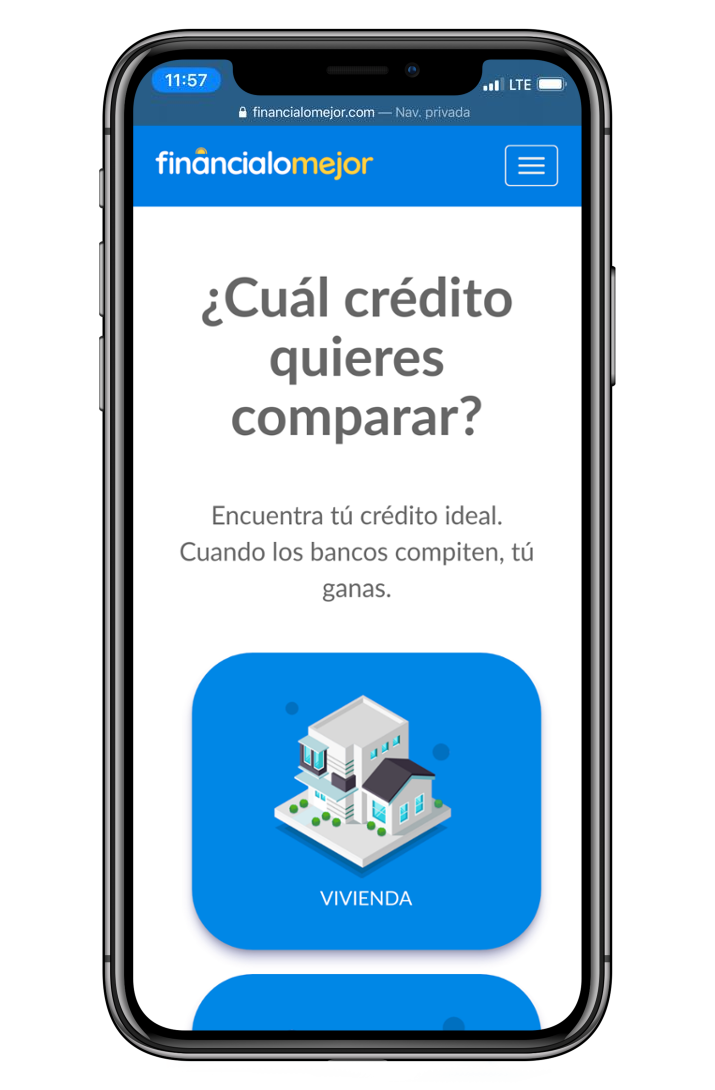 11:57
LTE
financialomejor.com — Nav. privada
financialomejor
¿Cuál crédito
quieres
comparar?
Encuentra tú crédito ideal.
Cuando los bancos compiten, tú
ganas.
VIVIENDA